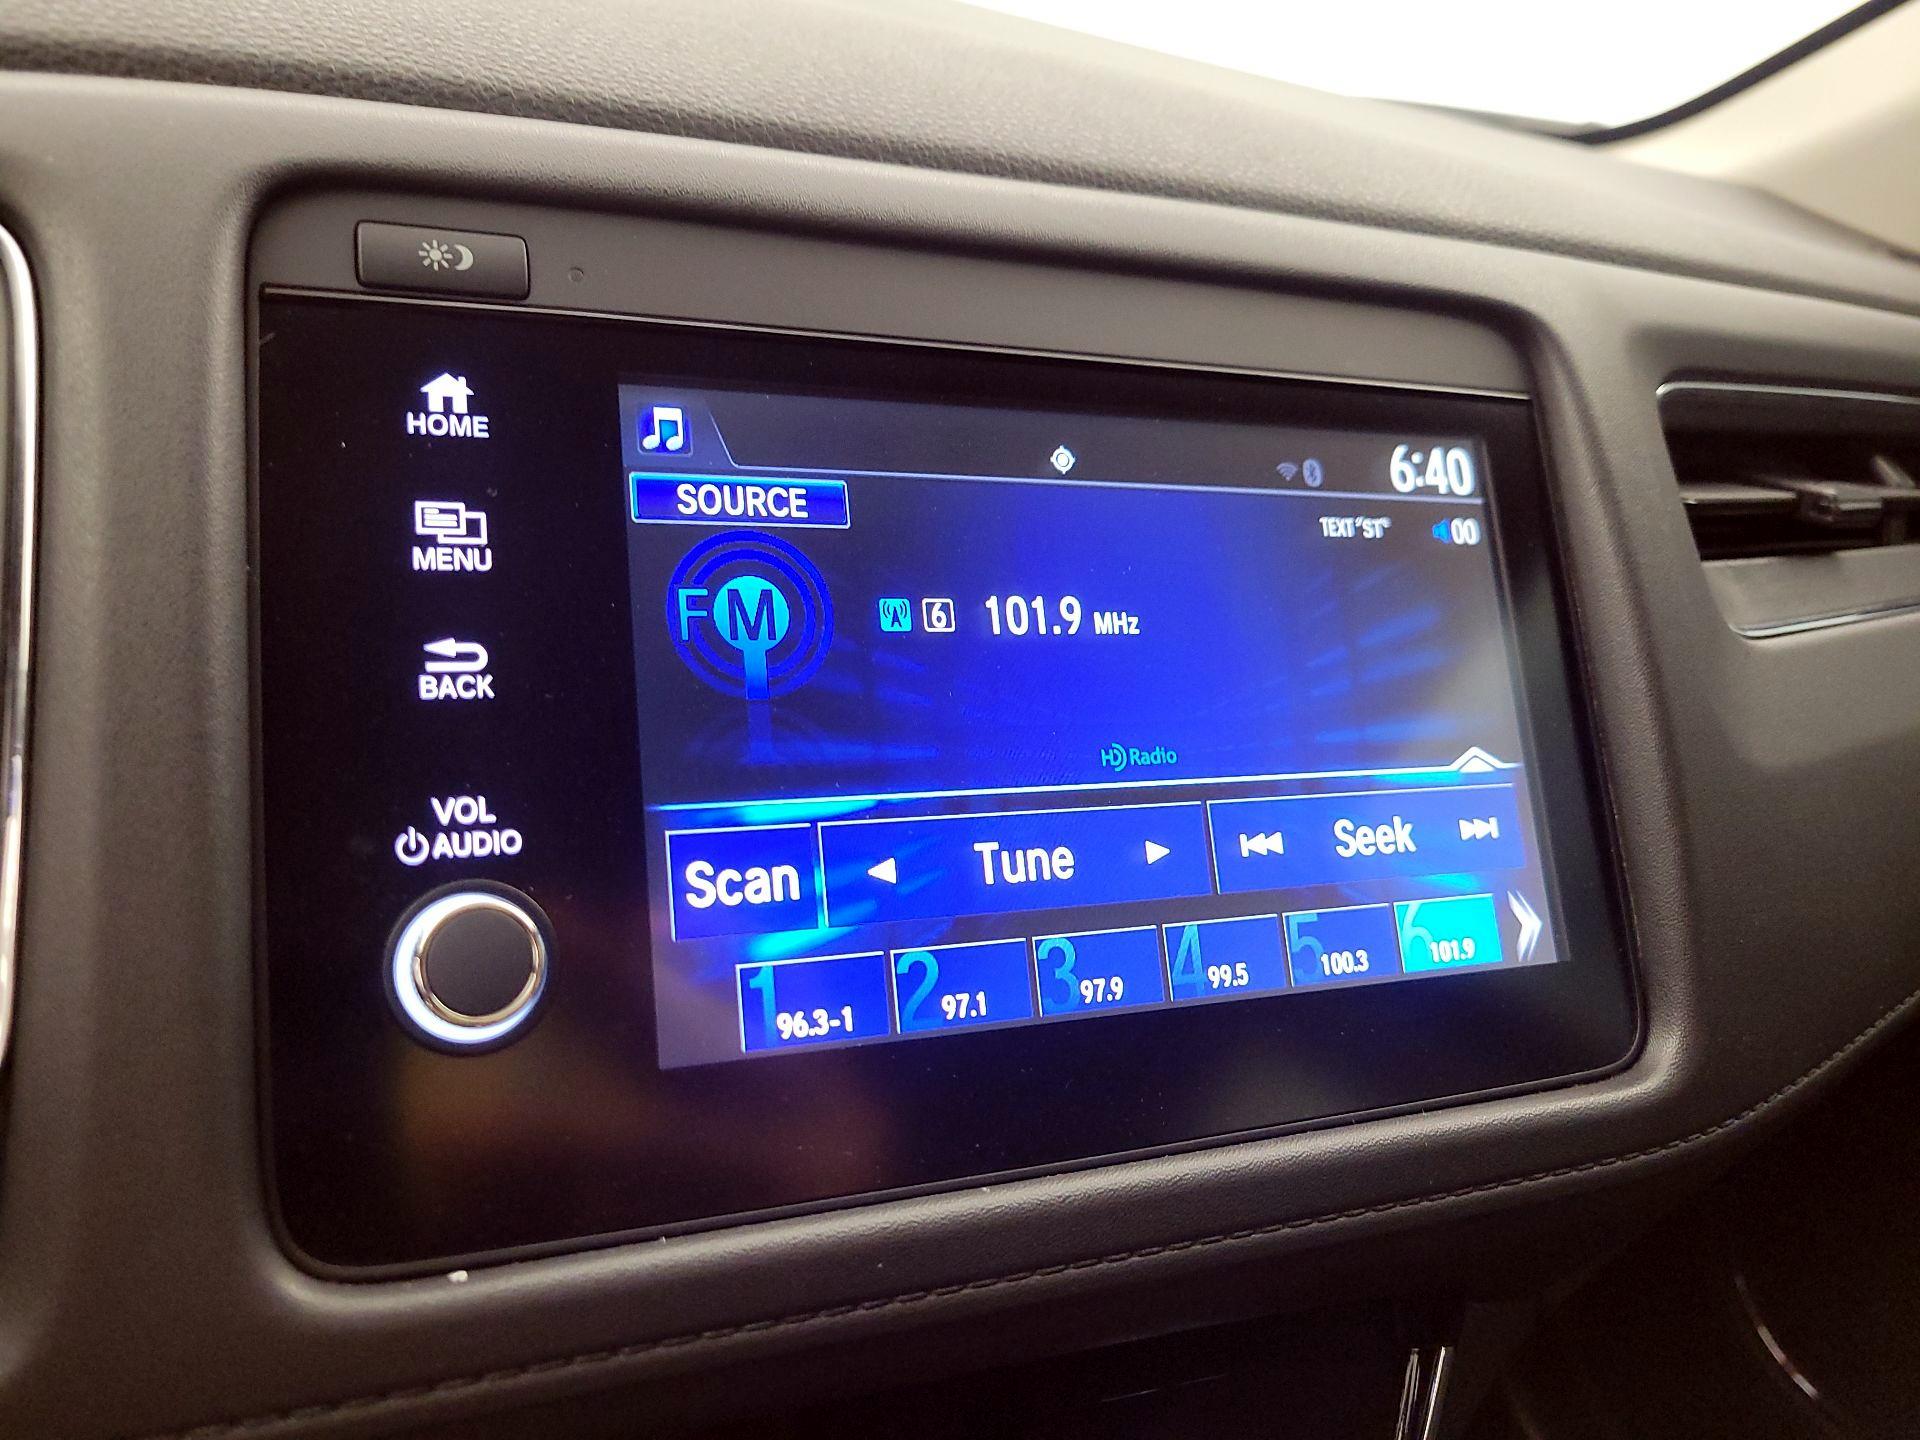 HOME
MENU
BACK
VOL
AUDIO
6:40
SOURCE
TEXT "ST" 00
FM
6 101.9 MHz
HD Radio
Scan Tune Seek
1 96.3-1
2 97.1
3 97.9
4 99.5
5 100.3
6 101.9